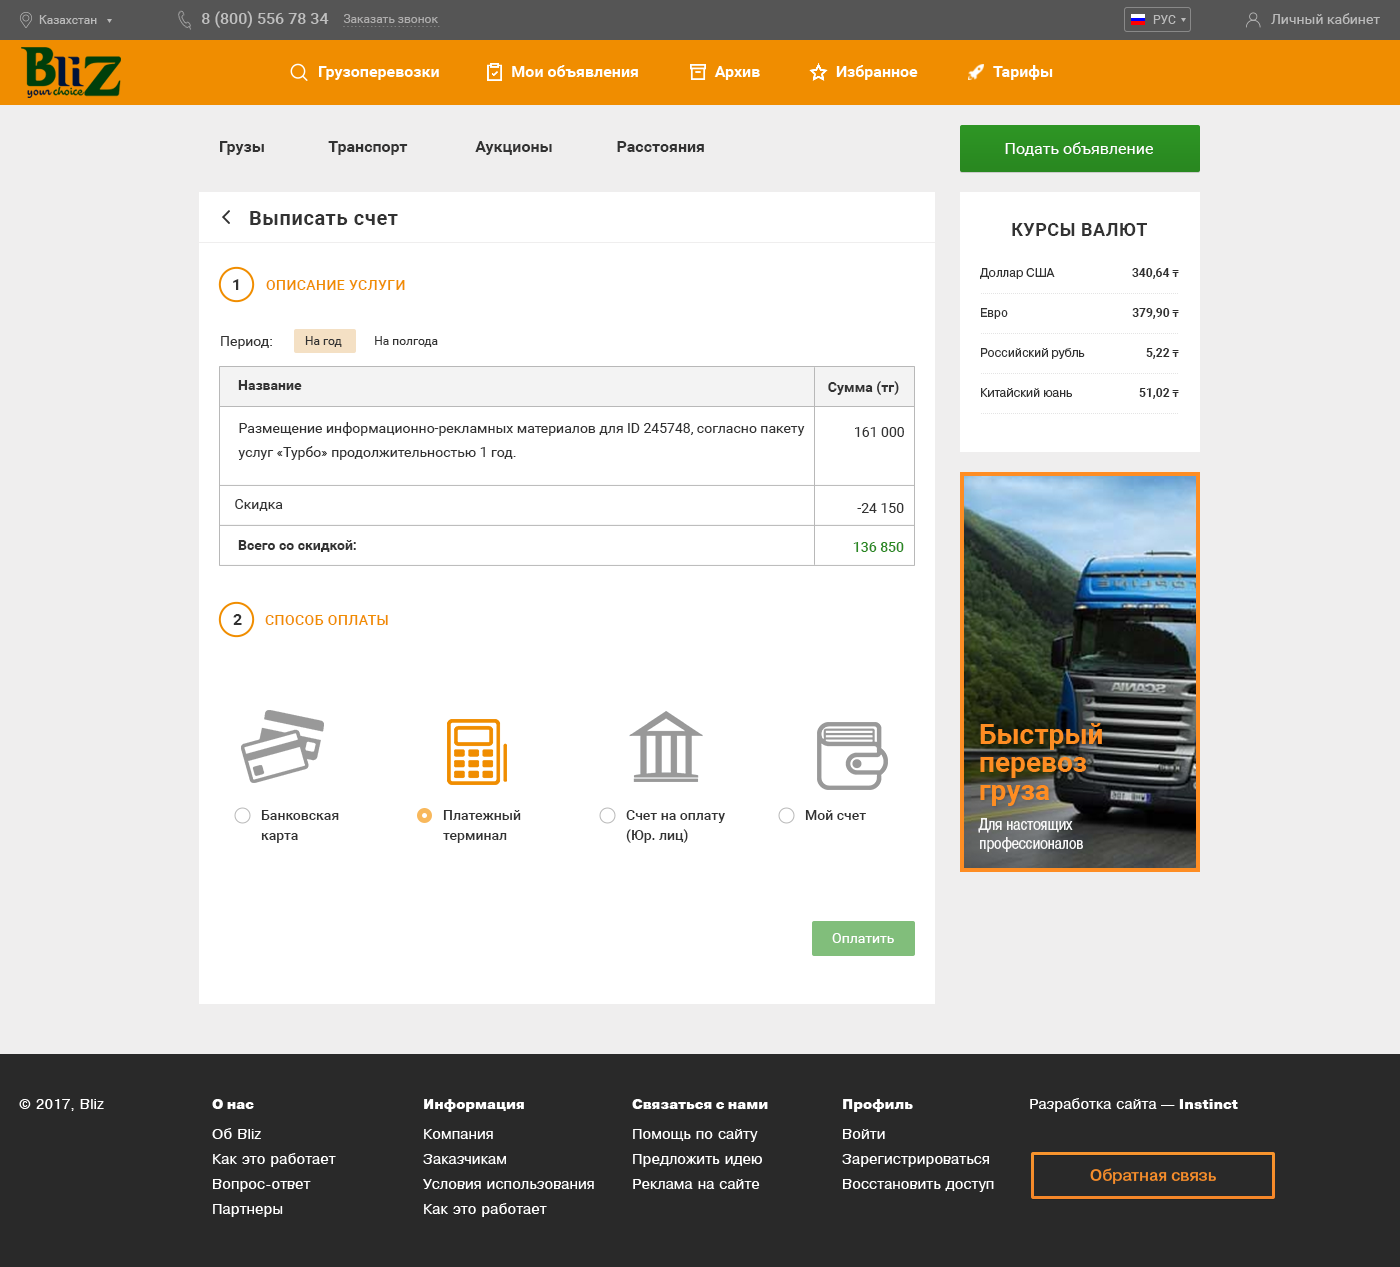 Казахстан
8 (800) 556 78 34
Заказать звонок
РУС
Личный кабинет
BliZ
your choice
Грузоперевозки
Мои объявления
Архив
Избранное
Тарифы
Грузы
Транспорт
Аукционы
Расстояния
Подать объявление
Выписать счет
1
ОПИСАНИЕ УСЛУГИ
Период:
На год
На полгода
Название
Сумма (тг)
Размещение информационно-рекламных материалов для ID 245748, согласно пакету
услуг «Турбо» продолжительностью 1 год.
161 000
Скидка
-24 150
Всего со скидкой:
136 850
2
СПОСОБ ОПЛАТЫ
Банковская
карта
Платежный
терминал
Счет на оплату
(Юр. лиц)
Мой счет
Оплатить
КУРСЫ ВАЛЮТ
Доллар США
340,64 ₸
Евро
379,90 ₸
Российский рубль
5,22 ₸
Китайский юань
51,02 ₸
SCANIA
Быстрый
перевоз
груза
Для настоящих
профессионалов
© 2017, Bliz
О нас
Об Bliz
Как это работает
Вопрос-ответ
Партнеры
Информация
Компания
Заказчикам
Условия использования
Как это работает
Связаться с нами
Помощь по сайту
Предложить идею
Реклама на сайте
Профиль
Войти
Зарегистрироваться
Восстановить доступ
Разработка сайта — Instinct
Обратная связь